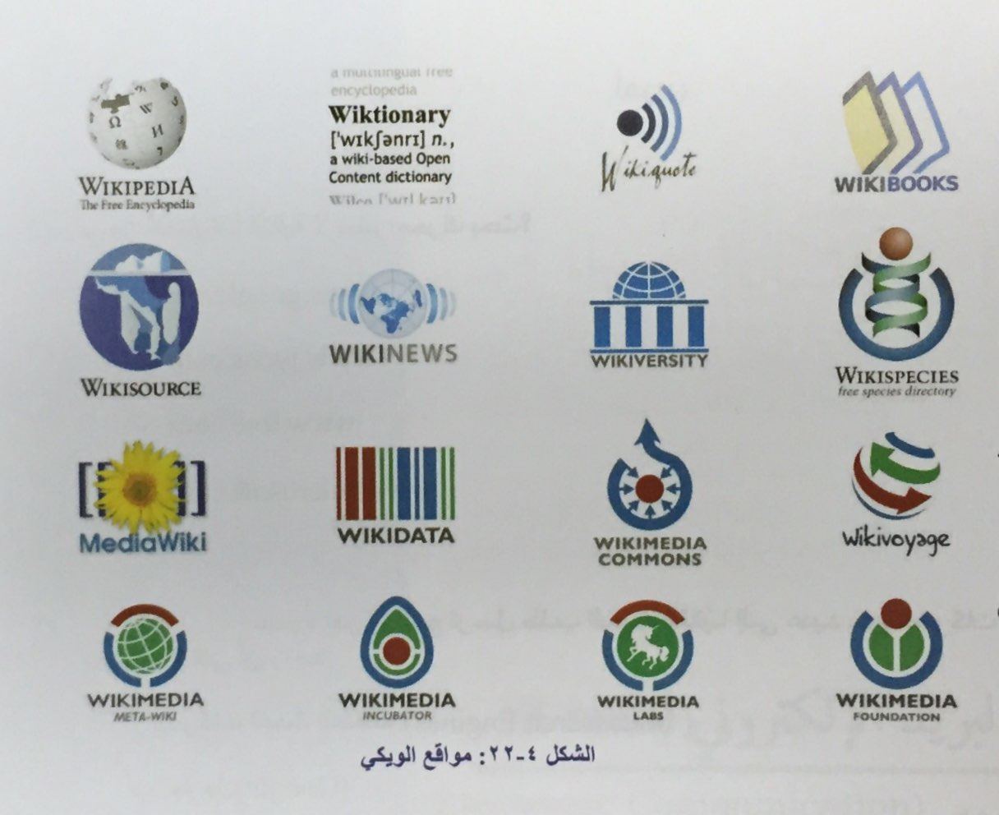 WIKIPEDIA
The Free Encyclopedia
a multilingual free
encyclopedia
Wiktionary
['wɪkʃənrɪ] n.,
a wiki-based Open
Content dictionary
Wikiquote
WIKIBOOKS
WIKISOURCE
WIKINEWS
WIKIVERSITY
WIKISPECIES
free species directory
[[ ]]
MediaWiki
WIKIDATA
WIKIMEDIA
COMMONS
wikivoyage
WIKIMEDIA
META-WIKI
WIKIMEDIA
INCUBATOR
WIKIMEDIA
LABS
WIKIMEDIA
FOUNDATION
الشكل ٤-٢٢: مواقع الويكي